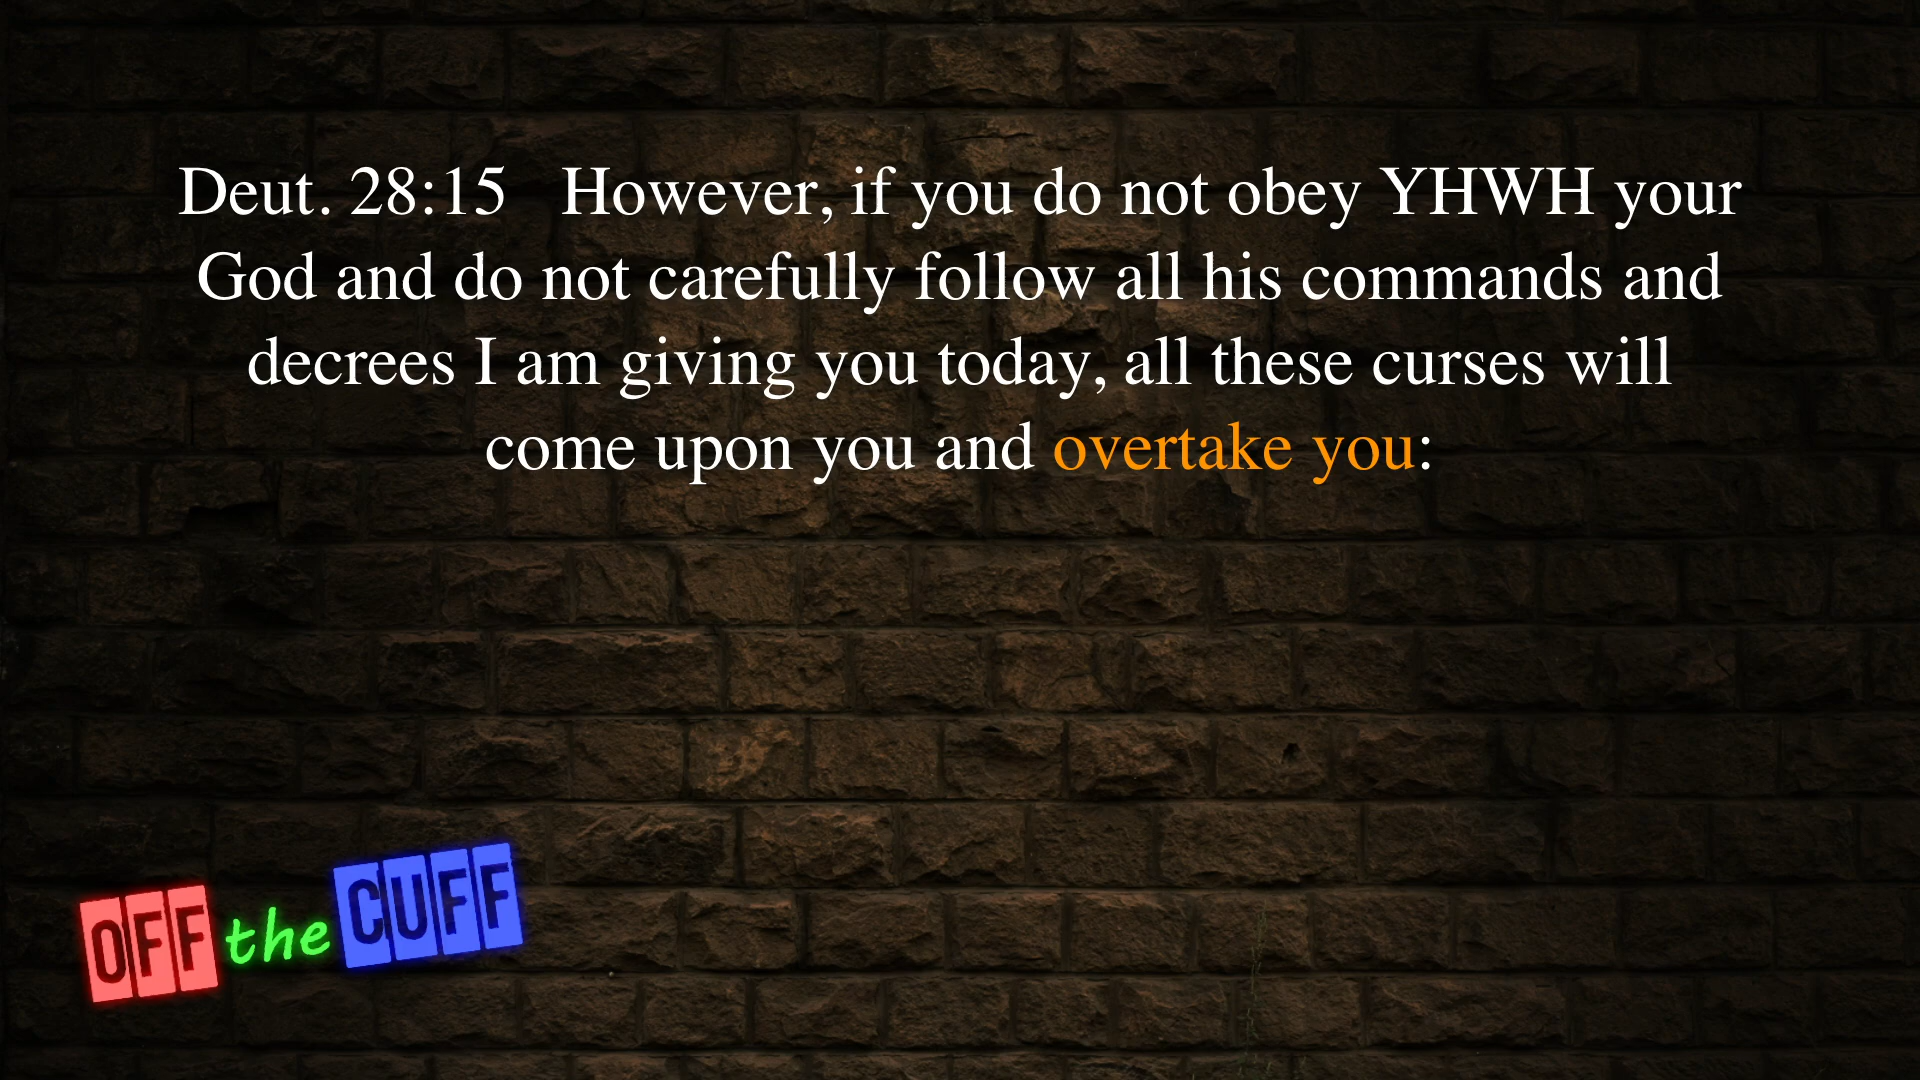 Deut. 28:15   However, if you do not obey YHWH your
God and do not carefully follow all his commands and
decrees I am giving you today, all these curses will
come upon you and overtake you:
OFF the CUFF